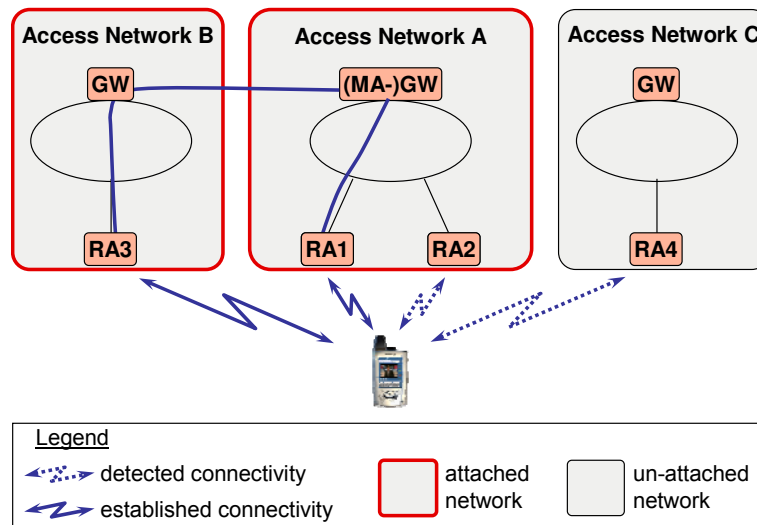 Access Network B
Access Network A
Access Network C
GW
(MA-)GW
GW
RA3
RA1
RA2
RA4
Legend
detected connectivity
established connectivity
attached
network
un-attached
network